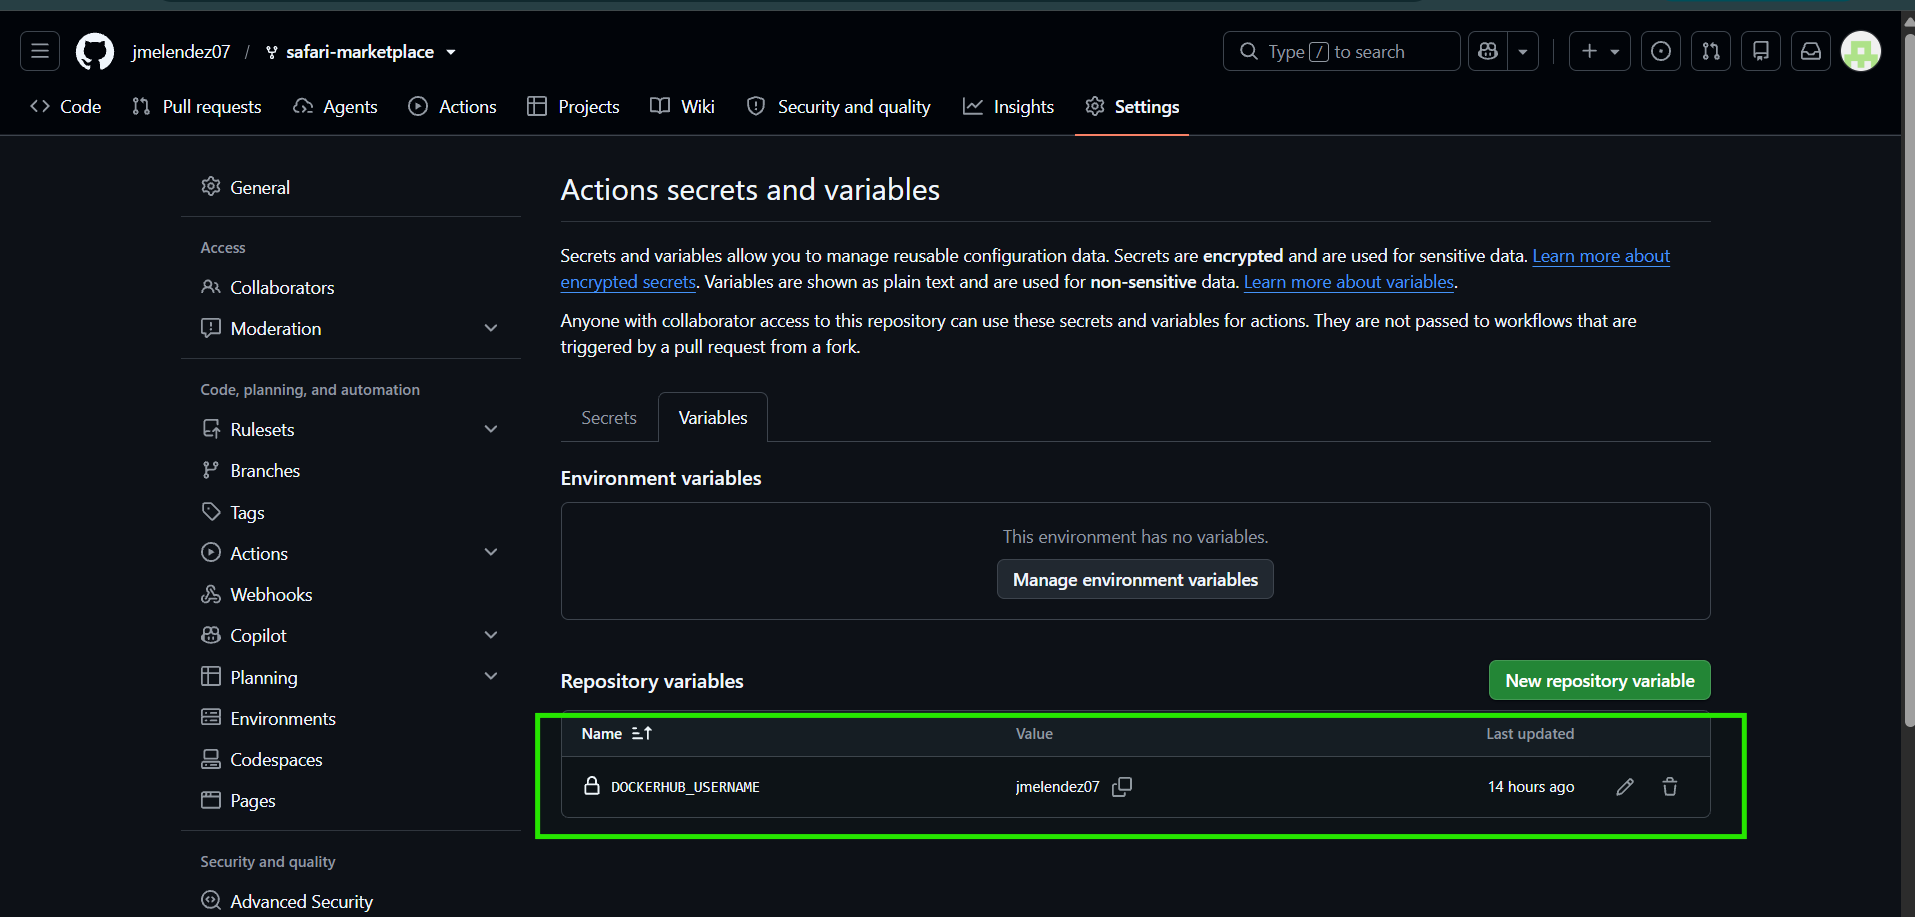 jmelendez07 / safari-marketplace
Type / to search
Code Pull requests Agents Actions Projects Wiki Security and quality Insights Settings
General
Access
Collaborators
Moderation
Code, planning, and automation
Rulesets
Branches
Tags
Actions
Webhooks
Copilot
Planning
Environments
Codespaces
Pages
Security and quality
Advanced Security
Actions secrets and variables
Secrets and variables allow you to manage reusable configuration data. Secrets are encrypted and are used for sensitive data. Learn more about
encrypted secrets. Variables are shown as plain text and are used for non-sensitive data. Learn more about variables.
Anyone with collaborator access to this repository can use these secrets and variables for actions. They are not passed to workflows that are
triggered by a pull request from a fork.
Secrets Variables
Environment variables
This environment has no variables.
Manage environment variables
Repository variables New repository variable
Name Value Last updated
DOCKERHUB_USERNAME jmelendez07 14 hours ago